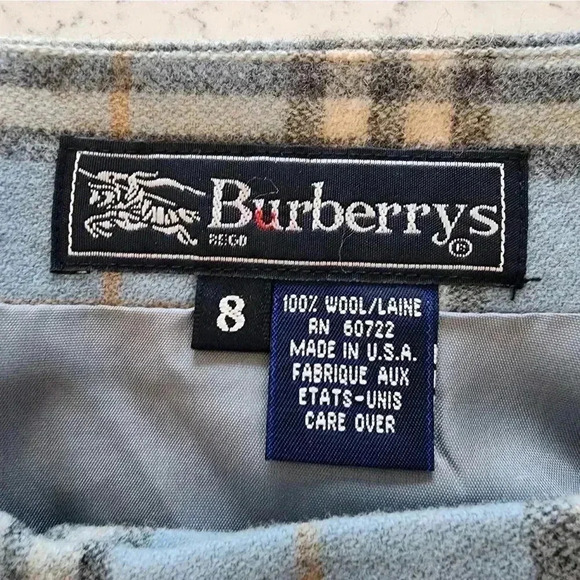 Burberrys
REGD ®
8
100% WOOL/LAINE
RN 60722
MADE IN U.S.A.
FABRIQUE AUX
ETATS-UNIS
CARE OVER